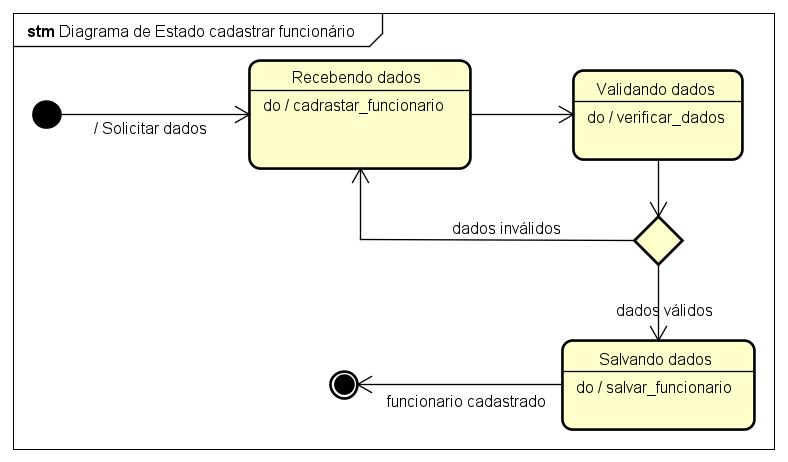 stm Diagrama de Estado cadastrar funcionário
Recebendo dados
do / cadrastar_funcionario
Validando dados
do / verificar_dados
/ Solicitar dados
dados inválidos
dados válidos
Salvando dados
do / salvar_funcionario
funcionario cadastrado